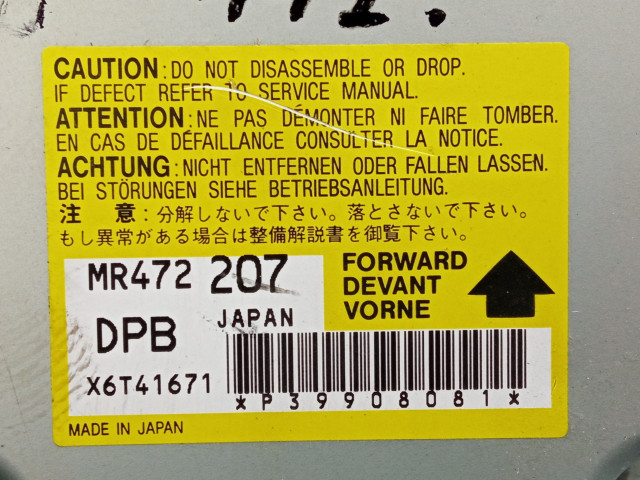 CAUTION : DO NOT DISASSEMBLE OR DROP.
IF DEFECT REFER TO SERVICE MANUAL.
ATTENTION : NE PAS DÉMONTER NI FAIRE TOMBER.
EN CAS DE DÉFAILLANCE CONSULTER LA NOTICE.
ACHTUNG : NICHT ENTFERNEN ODER FALLEN LASSEN.
BEI STÖRUNGEN SIEHE BETRIEBSANLEITUNG.
注 意 : 分解しないで下さい。落とさないで下さい。
もし異常がある場合は整備解説書を御覧下さい。
MR472 207
FORWARD
DEVANT
VORNE
DPB JAPAN
X6T41671
*P39908081*
MADE IN JAPAN